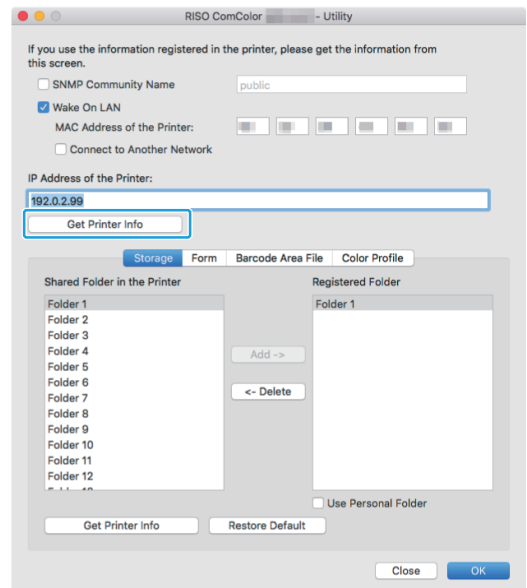 RISO ComColor - Utility
If you use the information registered in the printer, please get the information from
this screen.
SNMP Community Name
public
Wake On LAN
MAC Address of the Printer:
Connect to Another Network
IP Address of the Printer:
192.0.2.99
Get Printer Info
Storage Form Barcode Area File Color Profile
Shared Folder in the Printer
Folder 1
Folder 2
Folder 3
Folder 4
Folder 5
Folder 6
Folder 7
Folder 8
Folder 9
Folder 10
Folder 11
Folder 12
Add ->
<- Delete
Registered Folder
Folder 1
Use Personal Folder
Get Printer Info
Restore Default
Close
OK